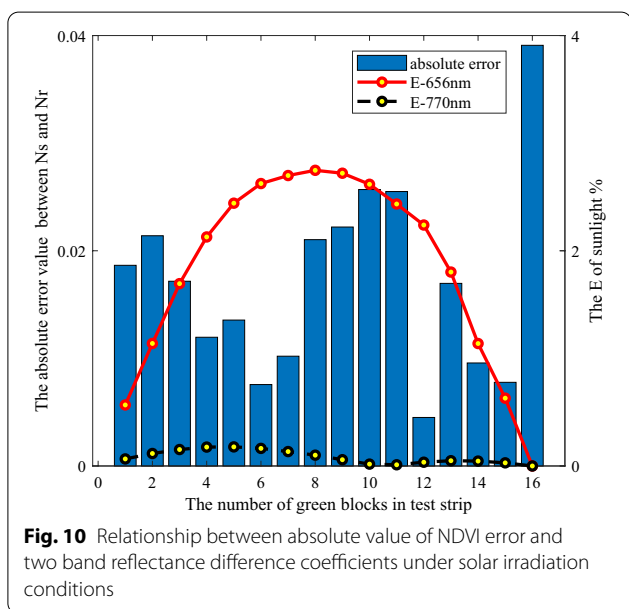 0.04
4
absolute error
E-656nm
E-770nm
The absolute error value between Ns and Nr
0.02
2
The E of sunlight %
0
0
0 2 4 6 8 10 12 14 16
The number of green blocks in test strip
Fig. 10 Relationship between absolute value of NDVI error and
two band reflectance difference coefficients under solar irradiation
conditions